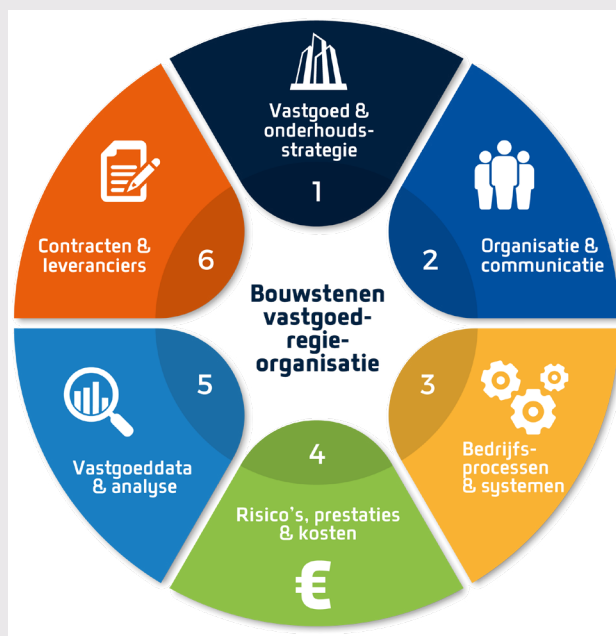 Vastgoed &
onderhouds-
strategie
1
Organisatie &
communicatie
2
3
Bedrijfs-
processen
& systemen
4
Risico's, prestaties
& kosten
€
5
Vastgoeddata
& analyse
Contracten &
leveranciers
6
Bouwstenen
vastgoed-
regie-
organisatie